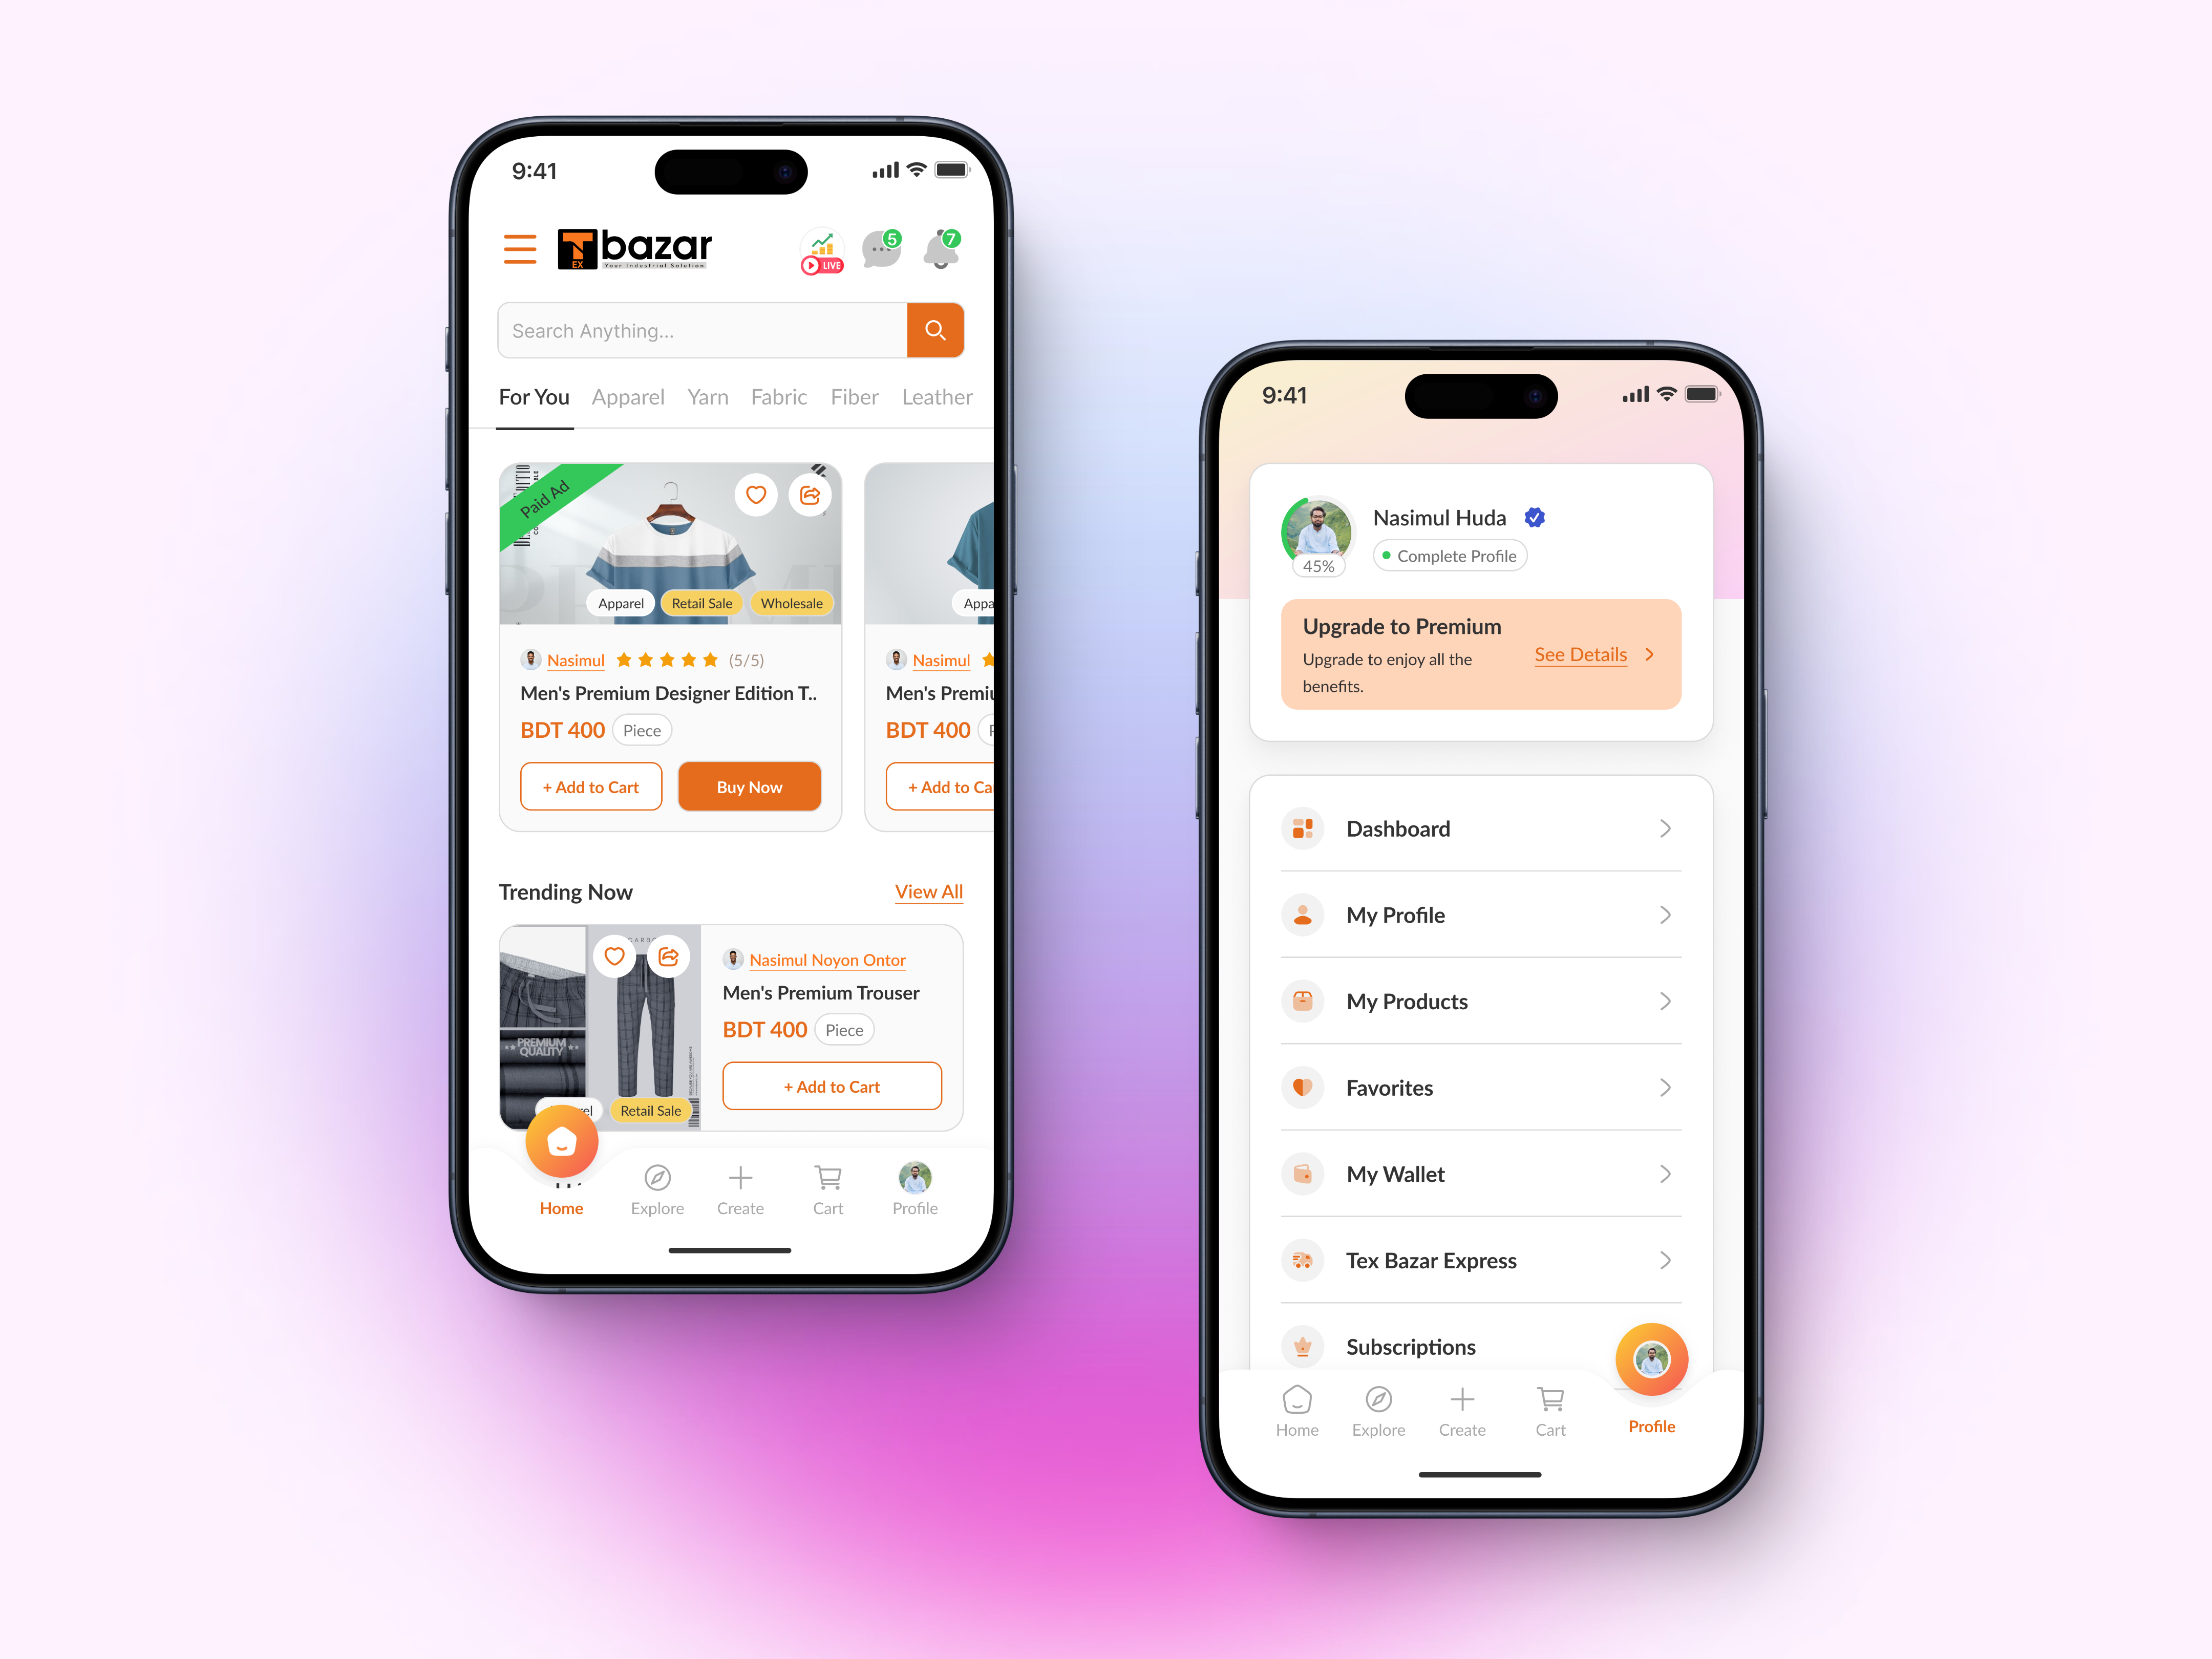 9:41
TEX bazar
Your Industrial Solution
LIVE
5
7
Search Anything...
For You Apparel Yarn Fabric Fiber Leather
Paid Ad
Apparel Retail Sale Wholesale
Appa
Nasimul (5/5)
Nasimul
Men's Premium Designer Edition T..
Men's Premiu
BDT 400 Piece
BDT 400
+ Add to Cart Buy Now
+ Add to Ca
Trending Now View All
Nasimul Noyon Ontor
Men's Premium Trouser
BDT 400 Piece
PREMIUM
QUALITY
+ Add to Cart
Retail Sale
Home Explore Create Cart Profile
9:41
Nasimul Huda
Complete Profile
45%
Upgrade to Premium
Upgrade to enjoy all the
benefits.
See Details
Dashboard
My Profile
My Products
Favorites
My Wallet
Tex Bazar Express
Subscriptions
Home Explore Create Cart Profile